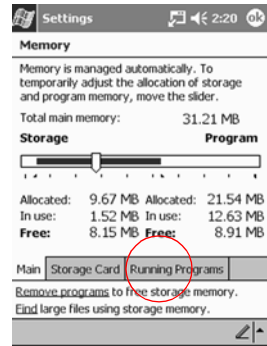 Settings 2:20 ok
Memory
Memory is managed automatically. To
temporarily adjust the allocation of storage
and program memory, move the slider.
Total main memory: 31.21 MB
Storage Program
Allocated: 9.67 MB Allocated: 21.54 MB
In use: 1.52 MB In use: 12.63 MB
Free: 8.15 MB Free: 8.91 MB
Main Storage Card Running Programs
Remove programs to free storage memory.
Find large files using storage memory.